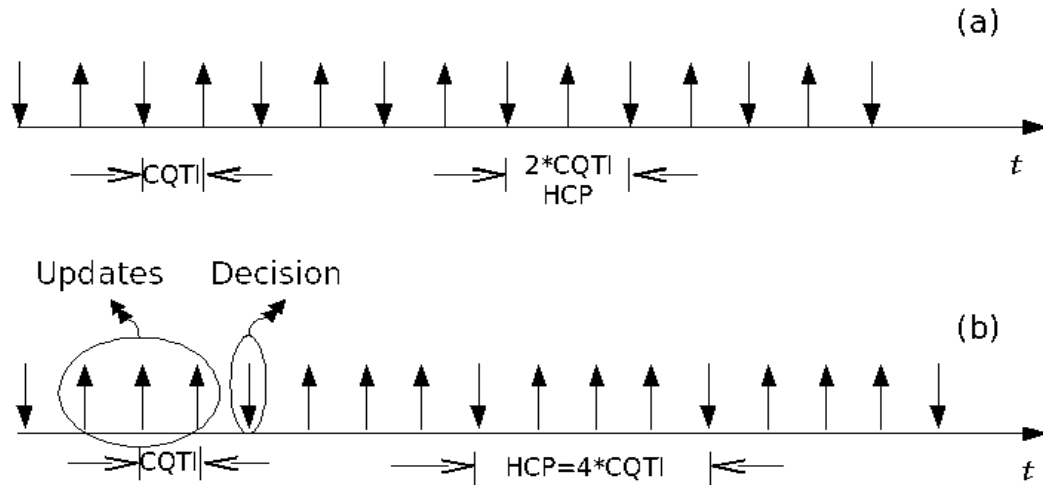 (a)
CQTI
2*CQTI
HCP
t
Updates
Decision
(b)
CQTI
HCP=4*CQTI
t